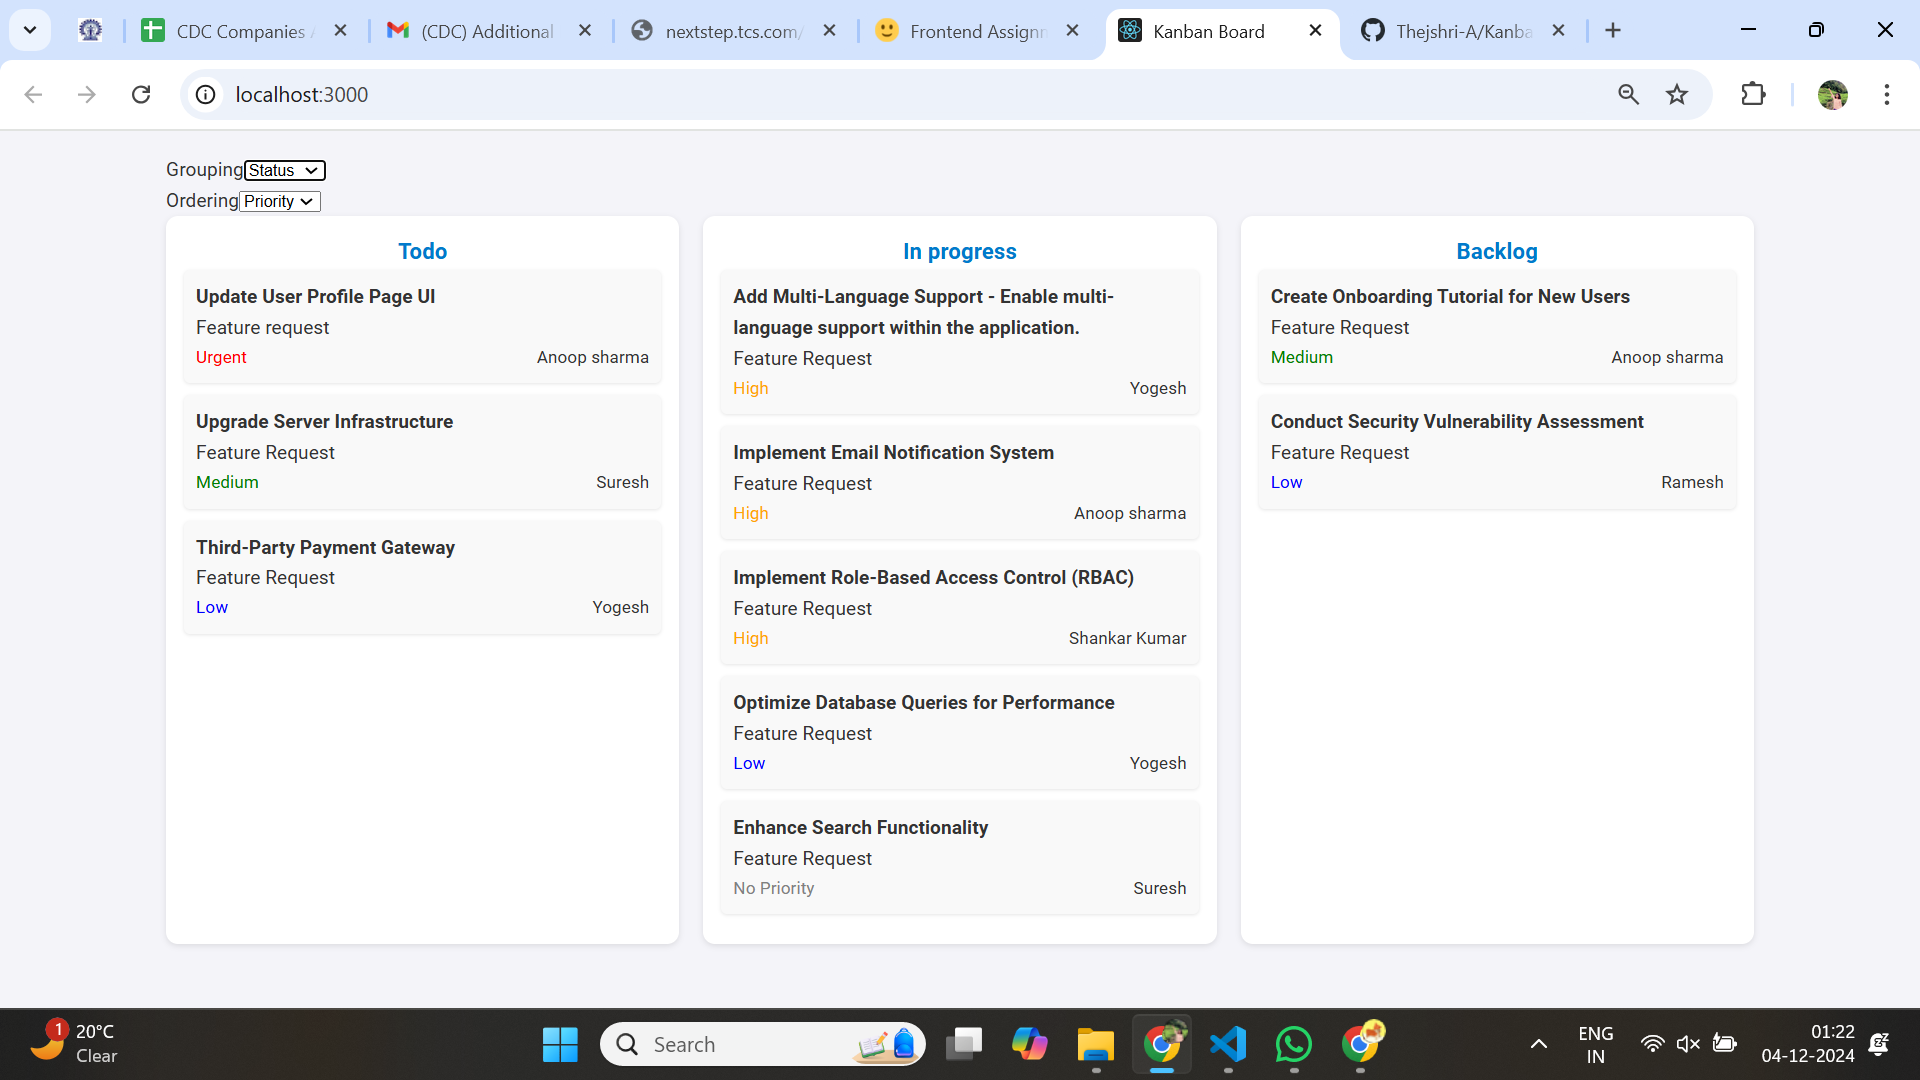 CDC Companies
(CDC) Additional
nextstep.tcs.com/
Frontend Assignm
Kanban Board
Thejshri-A/Kanba
localhost:3000
Grouping Status
Ordering Priority
Todo
Update User Profile Page UI
Feature request
Urgent Anoop sharma
Upgrade Server Infrastructure
Feature Request
Medium Suresh
Third-Party Payment Gateway
Feature Request
Low Yogesh
In progress
Add Multi-Language Support - Enable multi-
language support within the application.
Feature Request
High Yogesh
Implement Email Notification System
Feature Request
High Anoop sharma
Implement Role-Based Access Control (RBAC)
Feature Request
High Shankar Kumar
Optimize Database Queries for Performance
Feature Request
Low Yogesh
Enhance Search Functionality
Feature Request
No Priority Suresh
Backlog
Create Onboarding Tutorial for New Users
Feature Request
Medium Anoop sharma
Conduct Security Vulnerability Assessment
Feature Request
Low Ramesh
1
20°C
Clear
Search
ENG
IN
01:22
04-12-2024